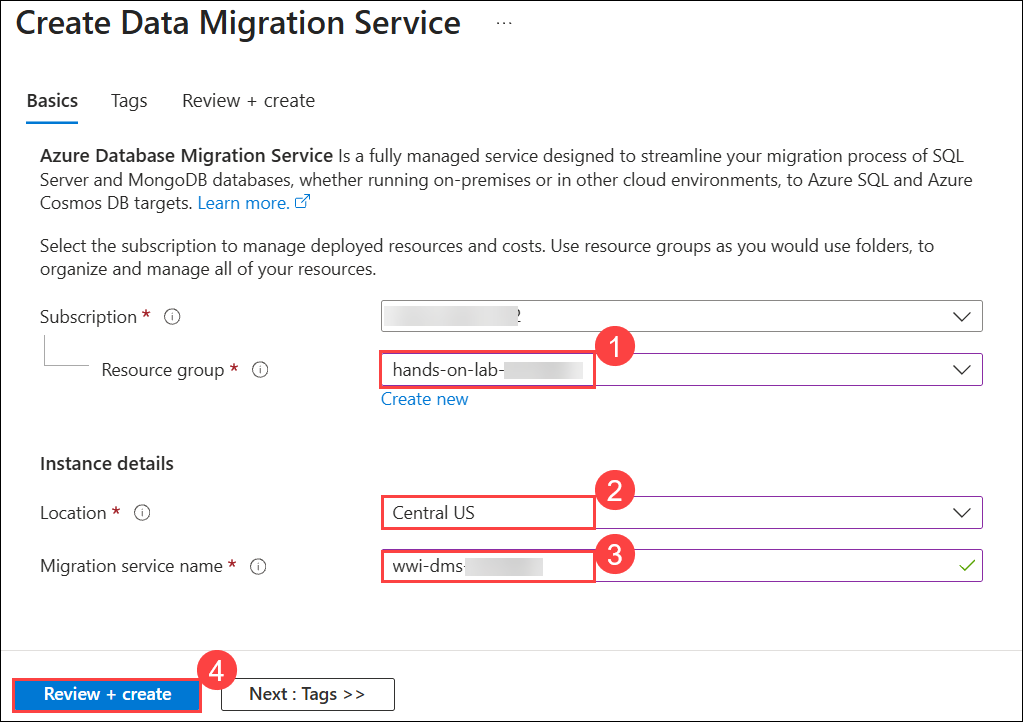 Create Data Migration Service ...
Basics Tags Review + create
Azure Database Migration Service Is a fully managed service designed to streamline your migration process of SQL
Server and MongoDB databases, whether running on-premises or in other cloud environments, to Azure SQL and Azure
Cosmos DB targets. Learn more.
Select the subscription to manage deployed resources and costs. Use resource groups as you would use folders, to
organize and manage all of your resources.
Subscription *
1
Resource group * hands-on-lab-
Create new
Instance details
2
Location * Central US
3
Migration service name * wwi-dms-
4
Review + create Next : Tags >>